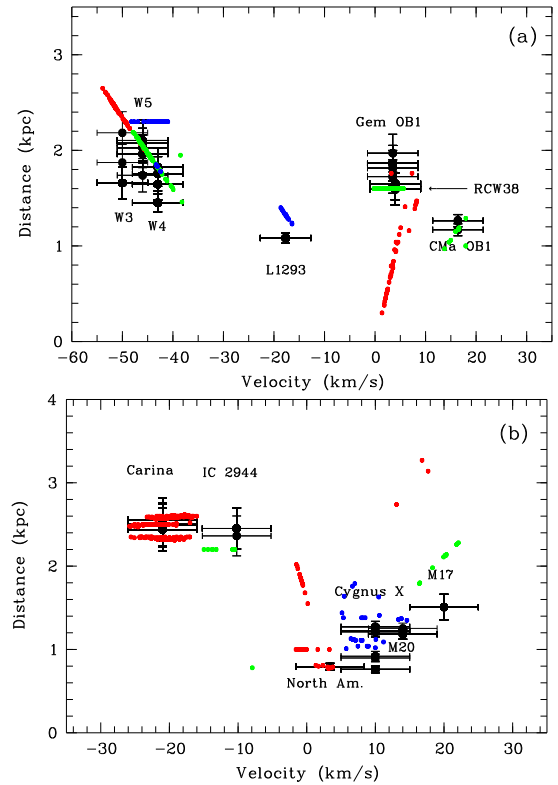 3
2
1
0
Distance (kpc)
(a)
W5
Gem OB1
RCW38
W3
W4
CMa OB1
L1293
−60
−50
−40
−30
−20
−10
0
10
20
30
Velocity (km/s)
4
3
2
1
0
Distance (kpc)
(b)
Carina
IC 2944
M17
Cygnus X
M20
North Am.
−30
−20
−10
0
10
20
30
Velocity (km/s)